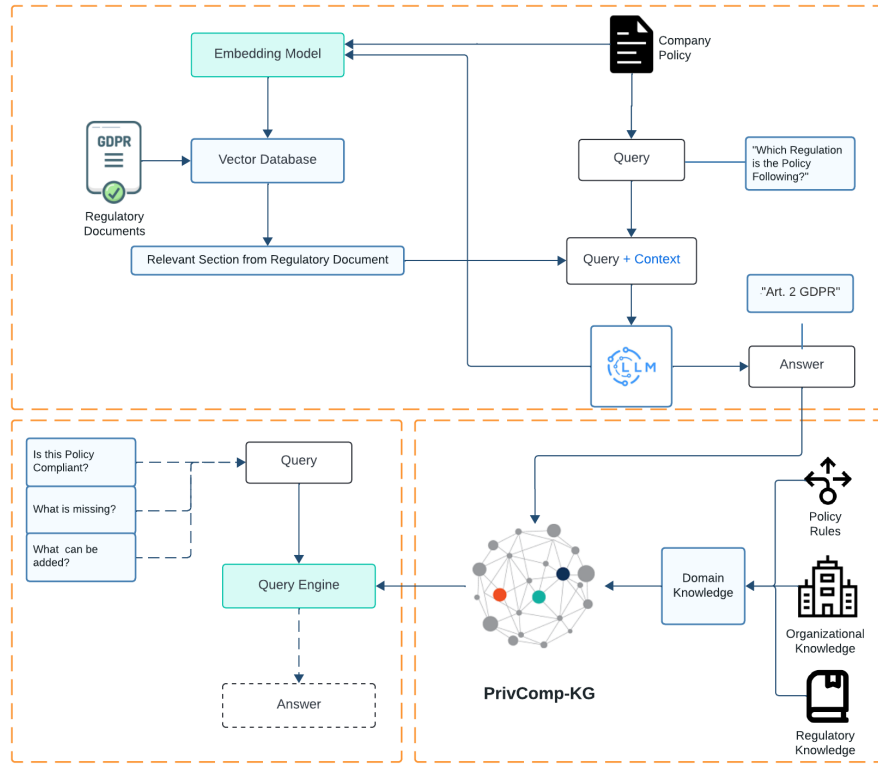 Embedding Model
Company
Policy
GDPR
Vector Database
Query
"Which Regulation
is the Policy
Following?"
Regulatory
Documents
Relevant Section from Regulatory Document
Query + Context
"Art. 2 GDPR"
LLM
Answer
Is this Policy
Compliant?
What is missing?
What can be
added?
Query
Query Engine
Answer
PrivComp-KG
Domain
Knowledge
Policy
Rules
Organizational
Knowledge
Regulatory
Knowledge